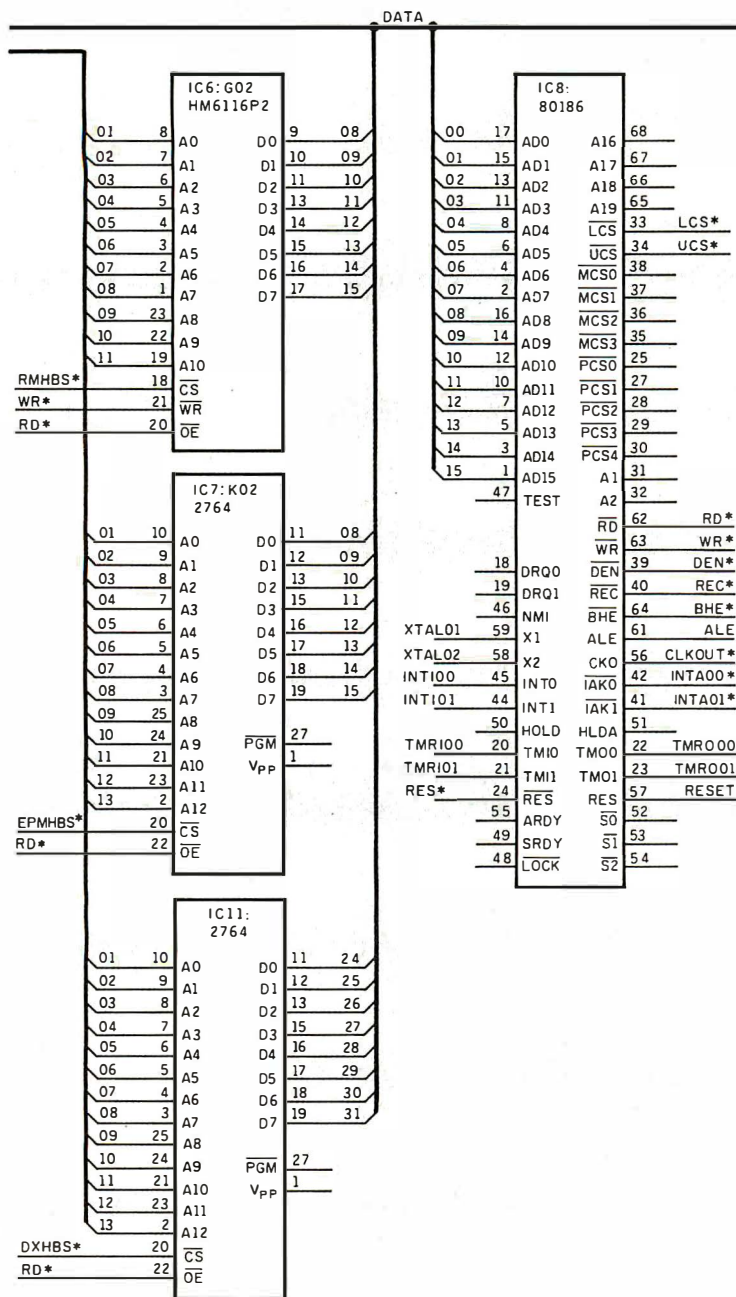 DATA
IC6:G02
HM6116P2
01 8 A0 D0 9 08
02 7 A1 D1 10 09
03 6 A2 D2 11 10
04 5 A3 D3 13 11
05 4 A4 D4 14 12
06 3 A5 D5 15 13
07 2 A6 D6 16 14
08 1 A7 D7 17 15
09 23 A8
10 22 A9
11 19 A10
RMHBS* 18 CS
WR* 21 WR
RD* 20 OE
IC7:K02
2764
01 10 A0 D0 11 08
02 9 A1 D1 12 09
03 8 A2 D2 13 10
04 7 A3 D3 15 11
05 6 A4 D4 16 12
06 5 A5 D5 17 13
07 4 A6 D6 18 14
08 3 A7 D7 19 15
09 25 A8
10 24 A9 PGM 27
11 21 A10 VPP 1
12 23 A11
13 2 A12
EPMHBS* 20 CS
RD* 22 OE
IC11:
2764
01 10 A0 D0 11 24
02 9 A1 D1 12 25
03 8 A2 D2 13 26
04 7 A3 D3 15 27
05 6 A4 D4 16 28
06 5 A5 D5 17 29
07 4 A6 D6 18 30
08 3 A7 D7 19 31
09 25 A8
10 24 A9 PGM 27
11 21 A10 VPP 1
12 23 A11
13 2 A12
DXHBS* 20 CS
RD* 22 OE
IC8:
80186
00 17 AD0 A16 68
01 15 AD1 A17 67
02 13 AD2 A18 66
03 11 AD3 A19 65
04 8 AD4 LCS 33 LCS*
05 6 AD5 UCS 34 UCS*
06 4 AD6 MCS0 38
07 2 AD7 MCS1 37
08 16 AD8 MCS2 36
09 14 AD9 MCS3 35
10 12 AD10 PCS0 25
11 10 AD11 PCS1 27
12 7 AD12 PCS2 28
13 5 AD13 PCS3 29
14 3 AD14 PCS4 30
15 1 AD15 A1 31
47 TEST A2 32
RD 62 RD*
WR 63 WR*
18 DRQ0 DEN 39 DEN*
19 DRQ1 REC 40 REC*
46 NMI BHE 64 BHE*
XTAL01 59 X1 ALE 61 ALE
XTAL02 58 X2 CKO 56 CLKOUT*
INTI00 45 INT0 IAK0 42 INTA00*
INTI01 44 INT1 IAK1 41 INTA01*
50 HOLD HLDA 51
TMRI00 20 TMI0 TMO0 22 TMRO00
TMRI01 21 TMI1 TMO1 23 TMRO01
RES* 24 RES RES 57 RESET
55 ARDY S0 52
49 SRDY S1 53
48 LOCK S2 54